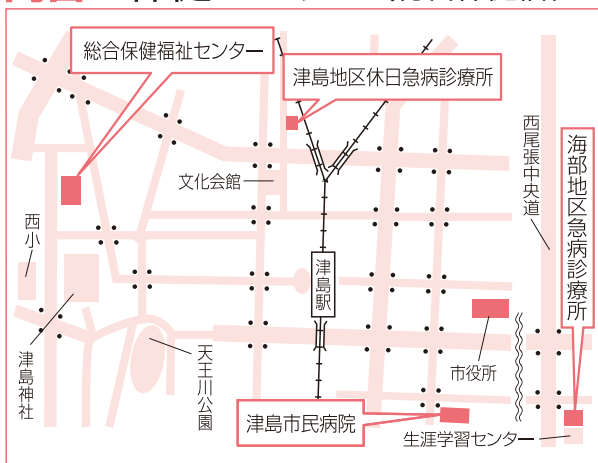 総合保健福祉センター
津島地区休日急病診療所
西尾張中央道
海部地区急病診療所
文化会館
西小
津島駅
津島神社
天王川公園
市役所
津島市民病院
生涯学習センター